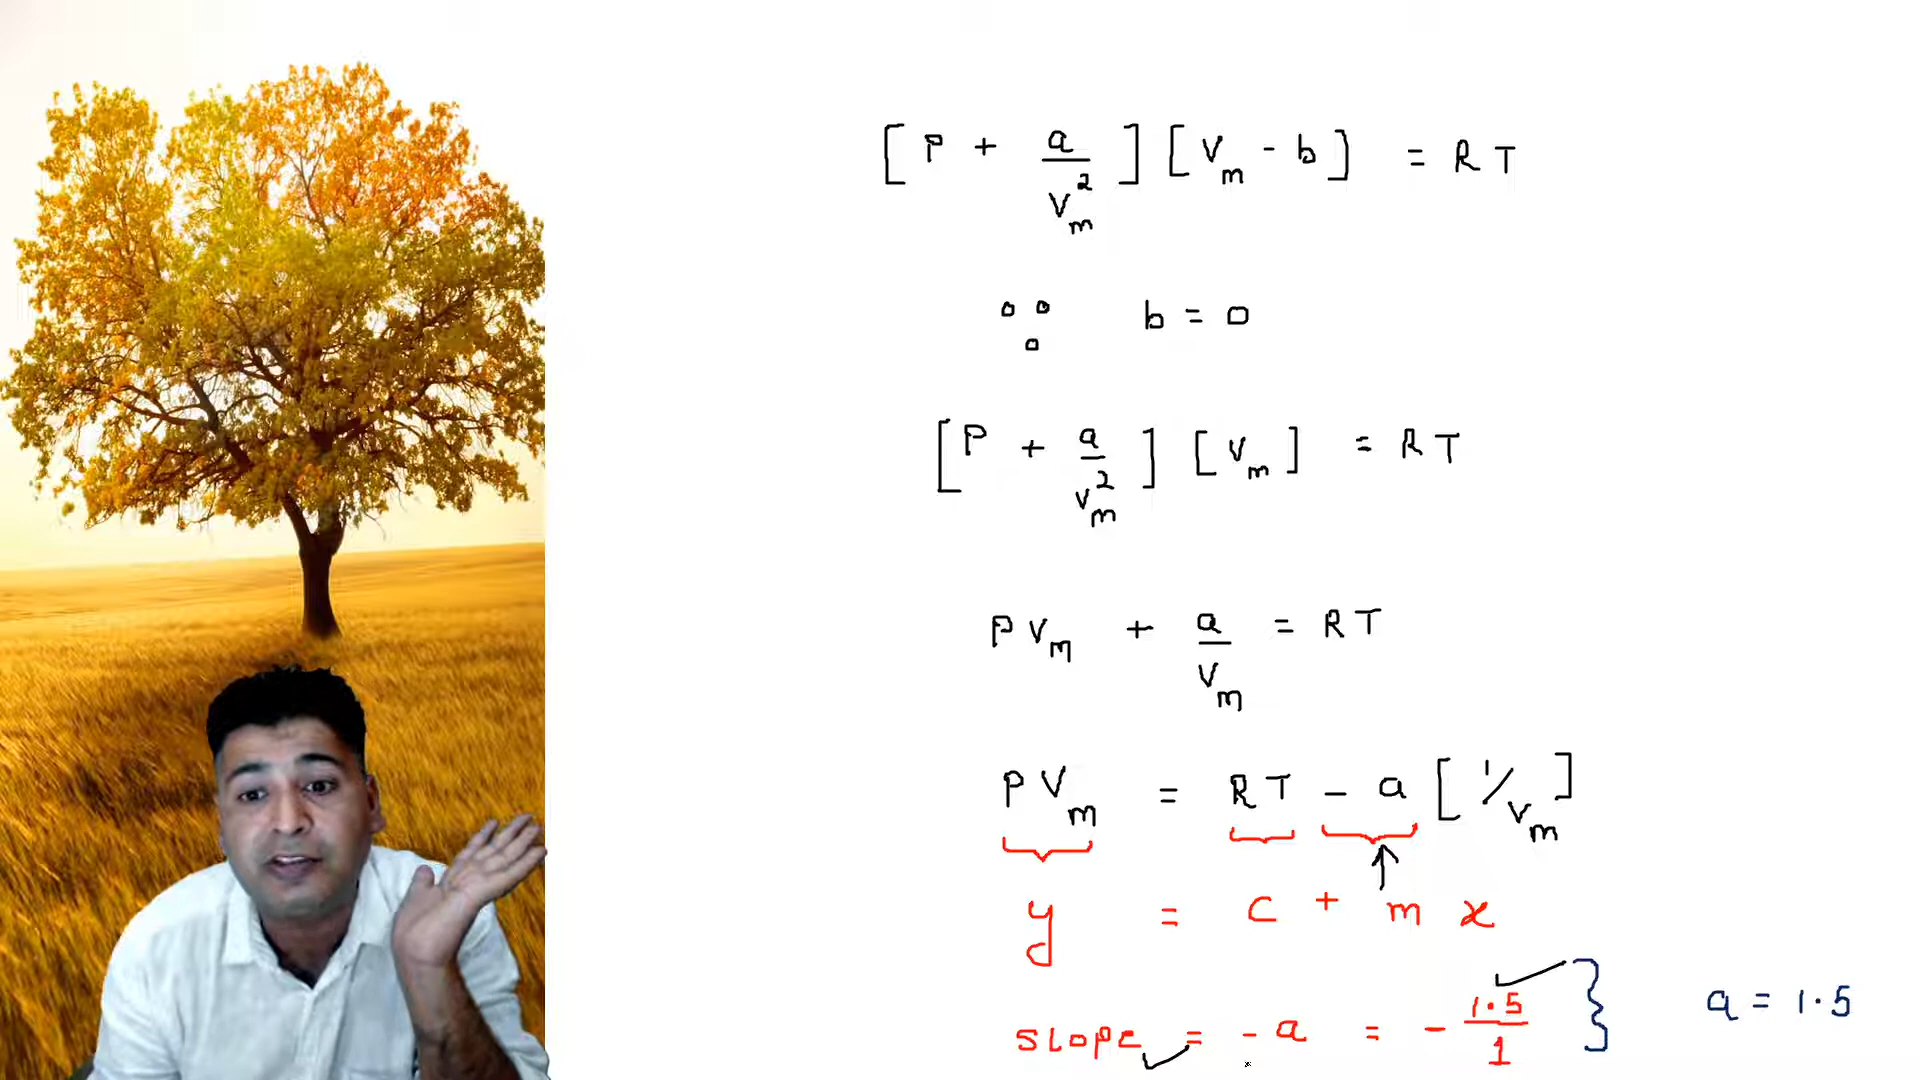 [P + a/Vm²] [Vm - b] = RT
∵ b = 0
[P + a/Vm²] [Vm] = RT
PVm + a/Vm = RT
PVm = RT - a [1/Vm]
y = c + m x
slope = - a = - 1.5/1 } a = 1.5